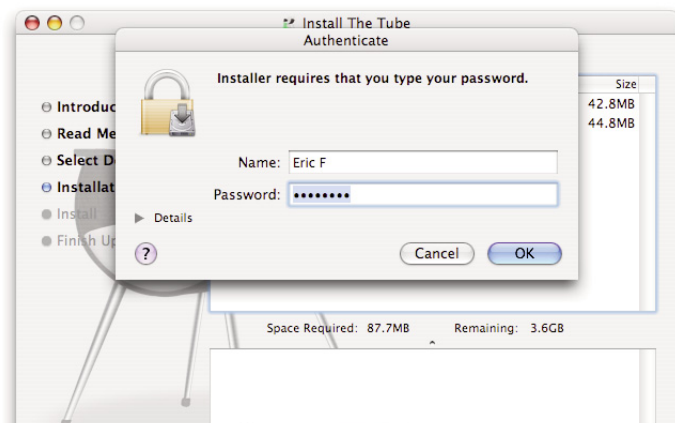 Install The Tube
Authenticate
Installer requires that you type your password.
Size
Introduc
42.8MB
Read Me
44.8MB
Select D
Name: Eric F
Installat
Password: ••••••••
Install
Details
Finish Up
?
Cancel
OK
Space Required: 87.7MB Remaining: 3.6GB